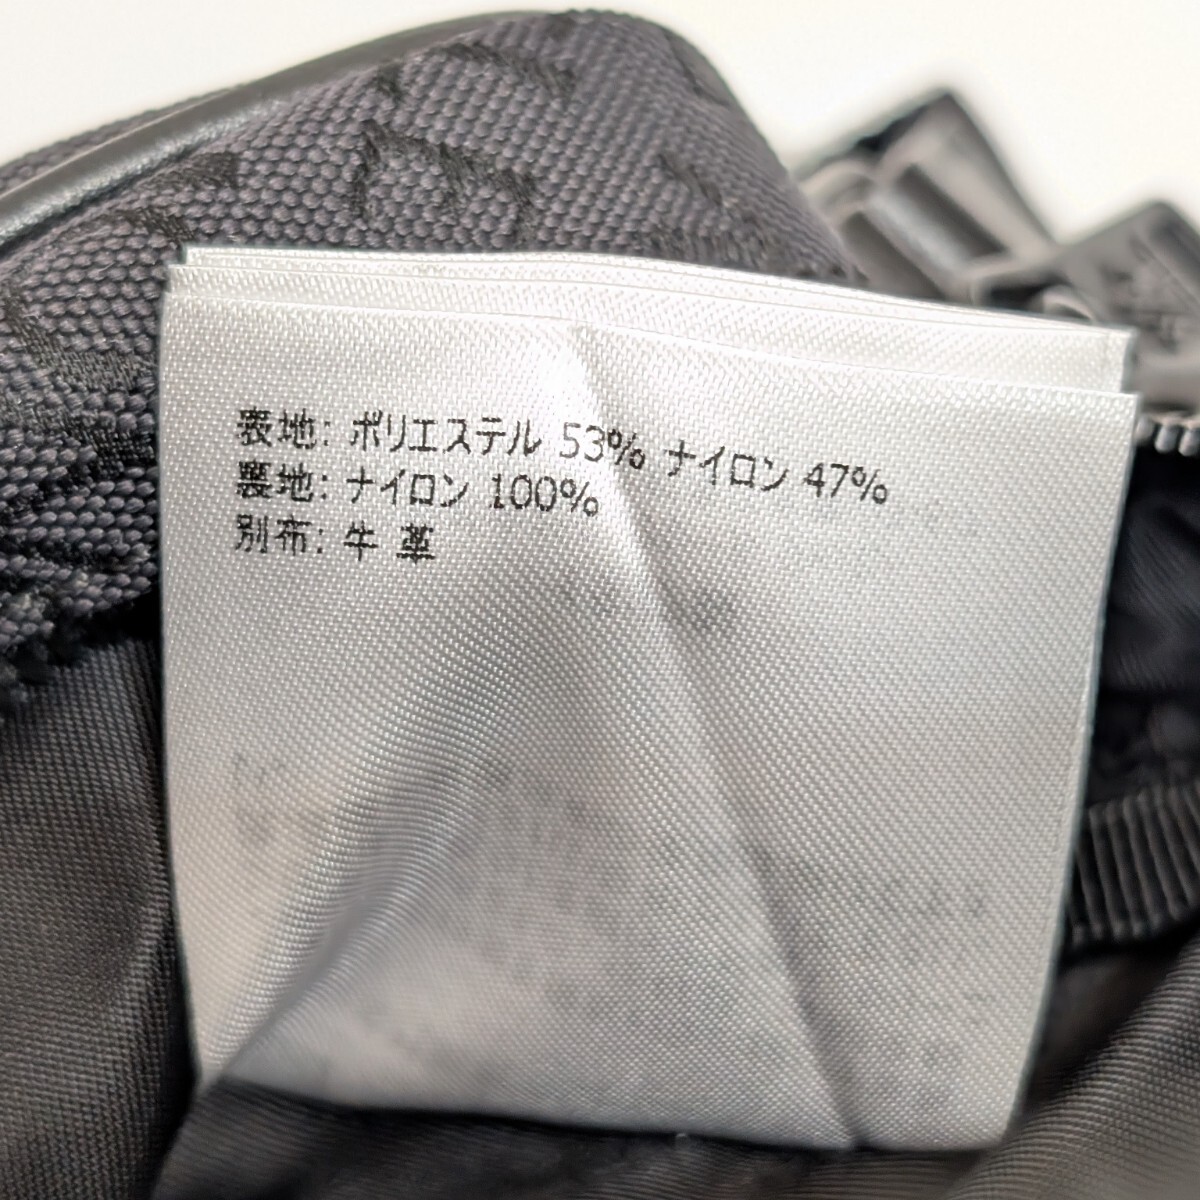 表地: ポリエステル 53% ナイロン 47%
裏地: ナイロン 100%
別布: 牛 革